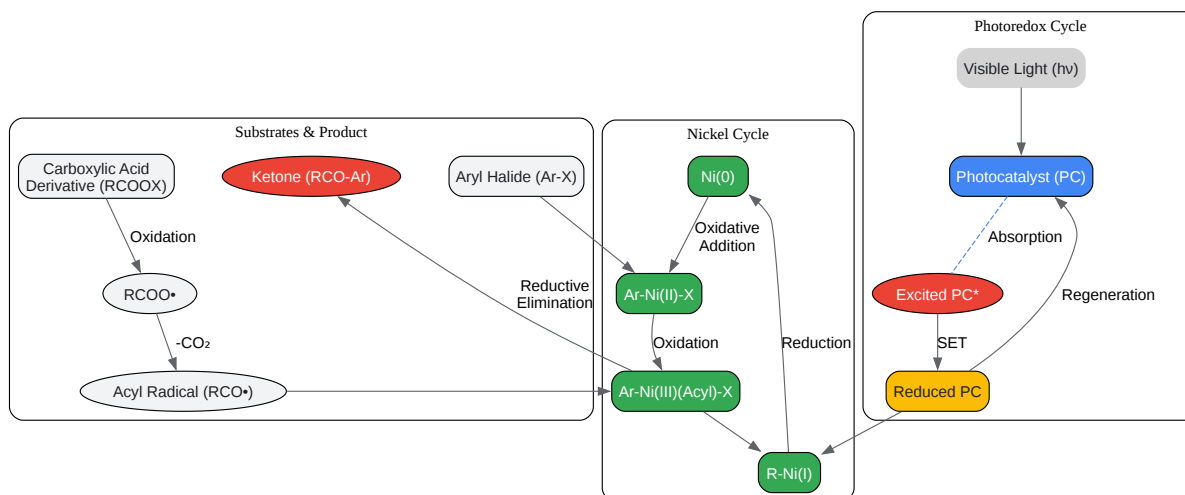 Photoredox Cycle
Visible Light (hν)
Substrates & Product
Nickel Cycle
Carboxylic Acid
Derivative (RCOOX)
Ketone (RCO-Ar)
Aryl Halide (Ar-X)
Ni(0)
Photocatalyst (PC)
Oxidation
Oxidative
Addition
Absorption
RCOO•
Reductive
Elimination
Ar-Ni(II)-X
Excited PC*
Regeneration
-CO₂
Oxidation
Reduction
SET
Acyl Radical (RCO•)
Ar-Ni(III)(Acyl)-X
Reduced PC
R-Ni(I)